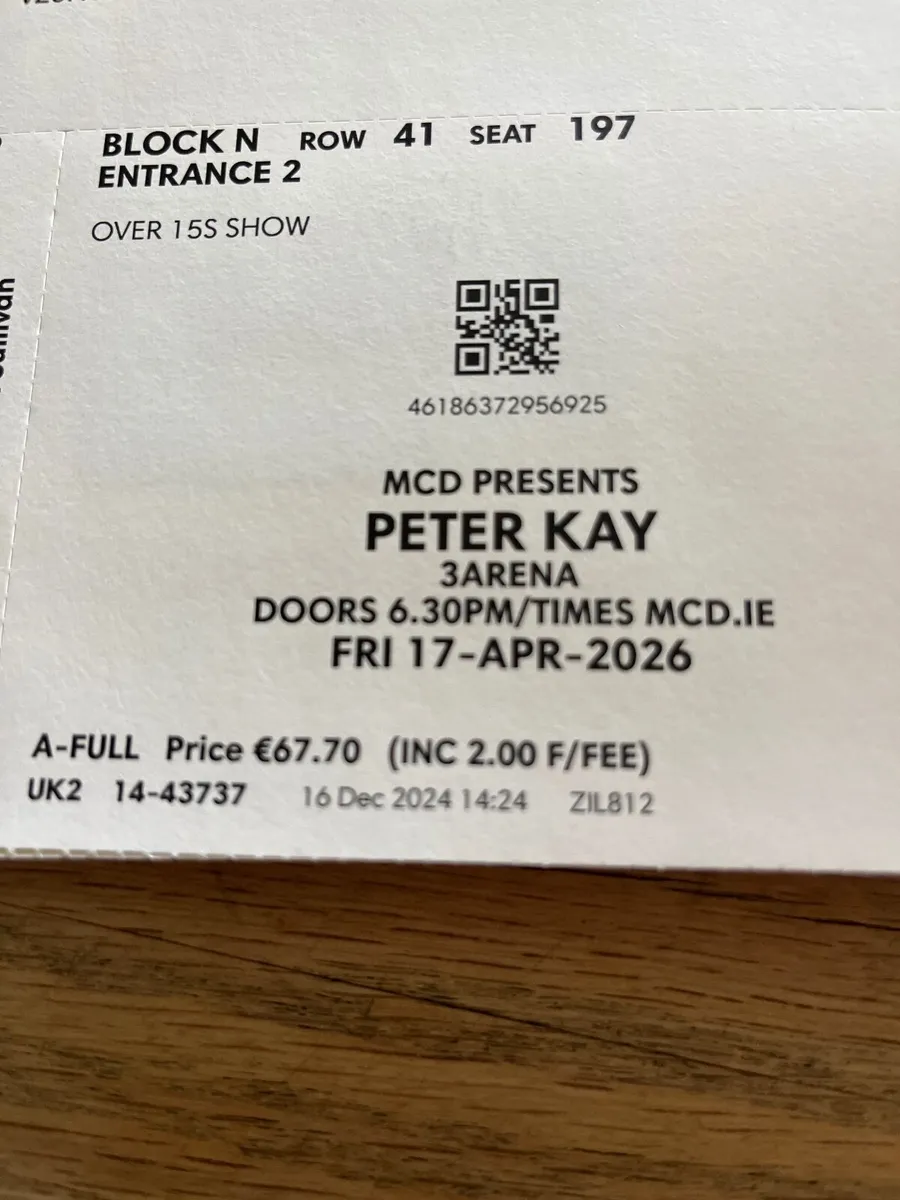 BLOCK N ROW 41 SEAT 197
ENTRANCE 2
OVER 15S SHOW
46186372956925
MCD PRESENTS
PETER KAY
3ARENA
DOORS 6.30PM/TIMES MCD.IE
FRI 17-APR-2026
A-FULL Price €67.70 (INC 2.00 F/FEE)
UK2 14-43737 16 Dec 2024 14:24 ZIL812